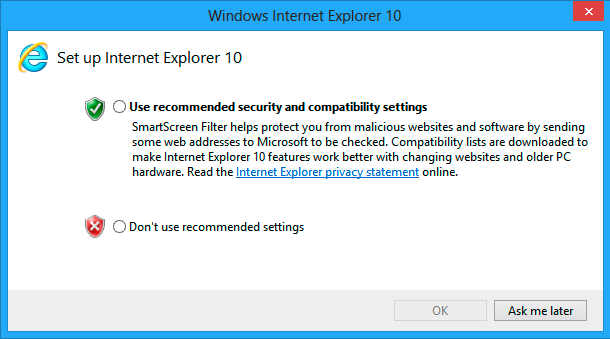 Windows Internet Explorer 10
Set up Internet Explorer 10
Use recommended security and compatibility settings
SmartScreen Filter helps protect you from malicious websites and software by sending
some web addresses to Microsoft to be checked. Compatibility lists are downloaded to
make Internet Explorer 10 features work better with changing websites and older PC
hardware. Read the Internet Explorer privacy statement online.
Don't use recommended settings
OK
Ask me later